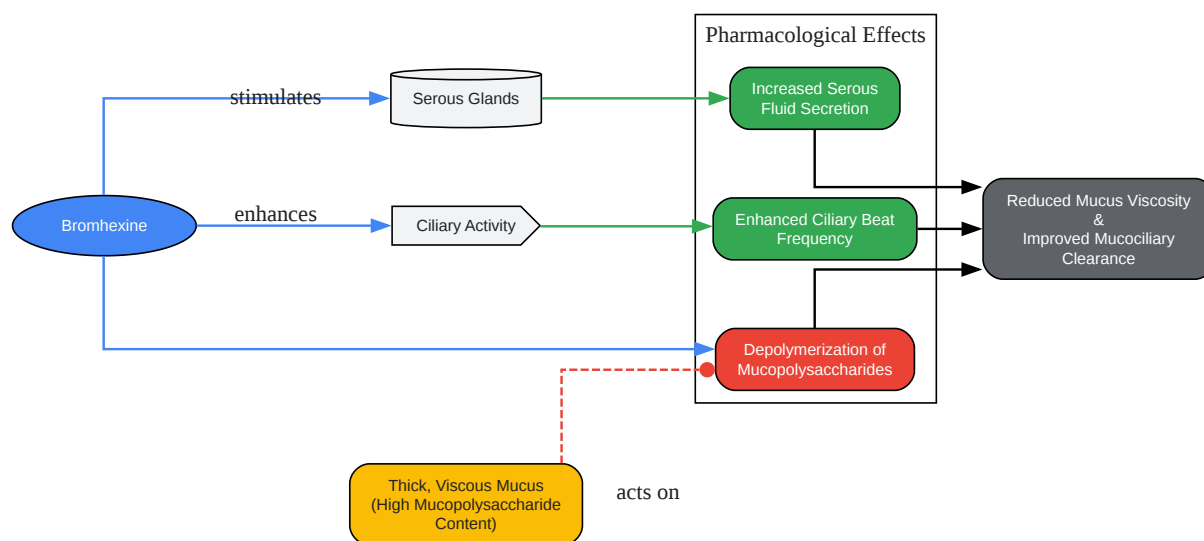 Pharmacological Effects
stimulates
Serous Glands
Increased Serous
Fluid Secretion
Bromhexine
enhances
Ciliary Activity
Enhanced Ciliary Beat
Frequency
Reduced Mucus Viscosity
&
Improved Mucociliary
Clearance
Depolymerization of
Mucopolysaccharides
Thick, Viscous Mucus
(High Mucopolysaccharide
Content)
acts on